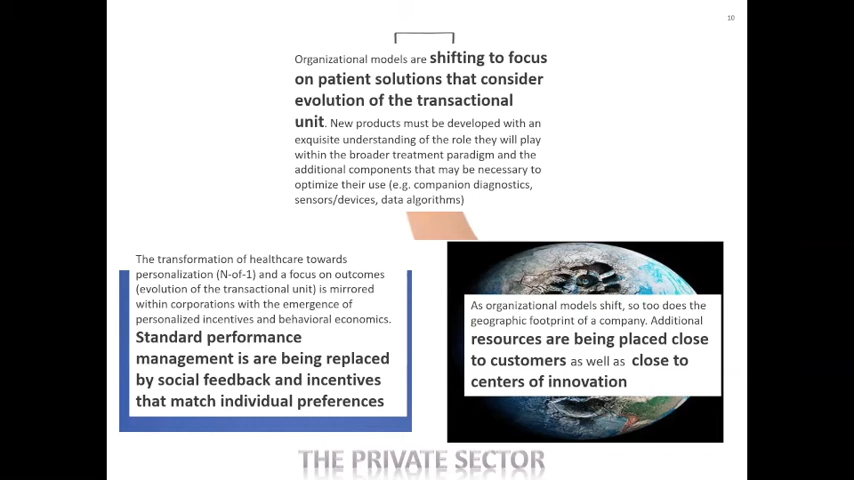 10
Organizational models are shifting to focus
on patient solutions that consider
evolution of the transactional
unit. New products must be developed with an
exquisite understanding of the role they will play
within the broader treatment paradigm and the
additional components that may be necessary to
optimize their use (e.g. companion diagnostics,
sensors/devices, data algorithms)
The transformation of healthcare towards
personalization (N-of-1) and a focus on outcomes
(evolution of the transactional unit) is mirrored
within corporations with the emergence of
personalized incentives and behavioral economics.
Standard performance
management is are being replaced
by social feedback and incentives
that match individual preferences
As organizational models shift, so too does the
geographic footprint of a company. Additional
resources are being placed close
to customers as well as close to
centers of innovation
THE PRIVATE SECTOR